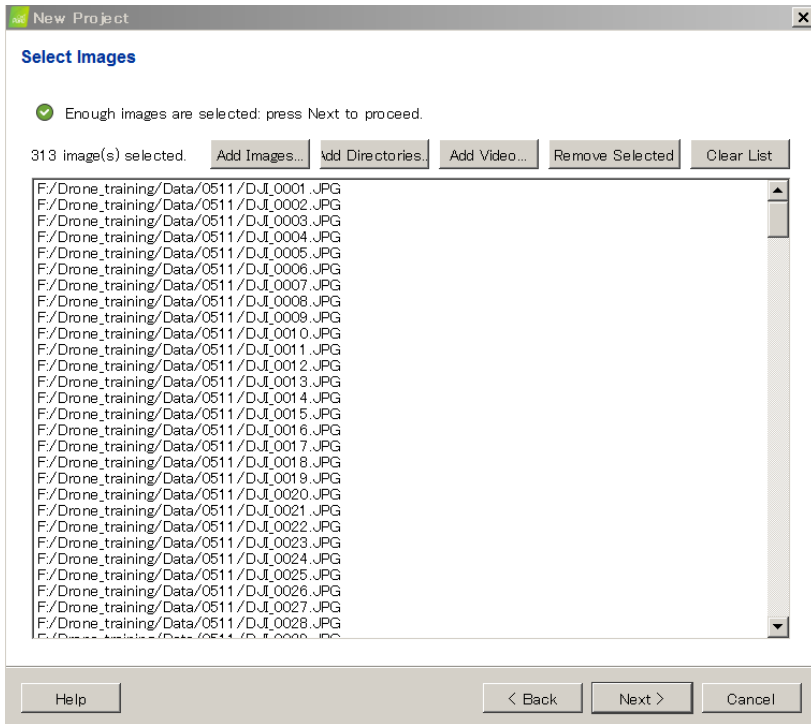 New Project
Select Images
Enough images are selected: press Next to proceed.
313 image(s) selected. Add Images... Add Directories.. Add Video... Remove Selected Clear List
F:/Drone_training/Data/0511/DJI_0001.JPG
F:/Drone_training/Data/0511/DJI_0002.JPG
F:/Drone_training/Data/0511/DJI_0003.JPG
F:/Drone_training/Data/0511/DJI_0004.JPG
F:/Drone_training/Data/0511/DJI_0005.JPG
F:/Drone_training/Data/0511/DJI_0006.JPG
F:/Drone_training/Data/0511/DJI_0007.JPG
F:/Drone_training/Data/0511/DJI_0008.JPG
F:/Drone_training/Data/0511/DJI_0009.JPG
F:/Drone_training/Data/0511/DJI_0010.JPG
F:/Drone_training/Data/0511/DJI_0011.JPG
F:/Drone_training/Data/0511/DJI_0012.JPG
F:/Drone_training/Data/0511/DJI_0013.JPG
F:/Drone_training/Data/0511/DJI_0014.JPG
F:/Drone_training/Data/0511/DJI_0015.JPG
F:/Drone_training/Data/0511/DJI_0016.JPG
F:/Drone_training/Data/0511/DJI_0017.JPG
F:/Drone_training/Data/0511/DJI_0018.JPG
F:/Drone_training/Data/0511/DJI_0019.JPG
F:/Drone_training/Data/0511/DJI_0020.JPG
F:/Drone_training/Data/0511/DJI_0021.JPG
F:/Drone_training/Data/0511/DJI_0022.JPG
F:/Drone_training/Data/0511/DJI_0023.JPG
F:/Drone_training/Data/0511/DJI_0024.JPG
F:/Drone_training/Data/0511/DJI_0025.JPG
F:/Drone_training/Data/0511/DJI_0026.JPG
F:/Drone_training/Data/0511/DJI_0027.JPG
F:/Drone_training/Data/0511/DJI_0028.JPG
Help < Back Next > Cancel